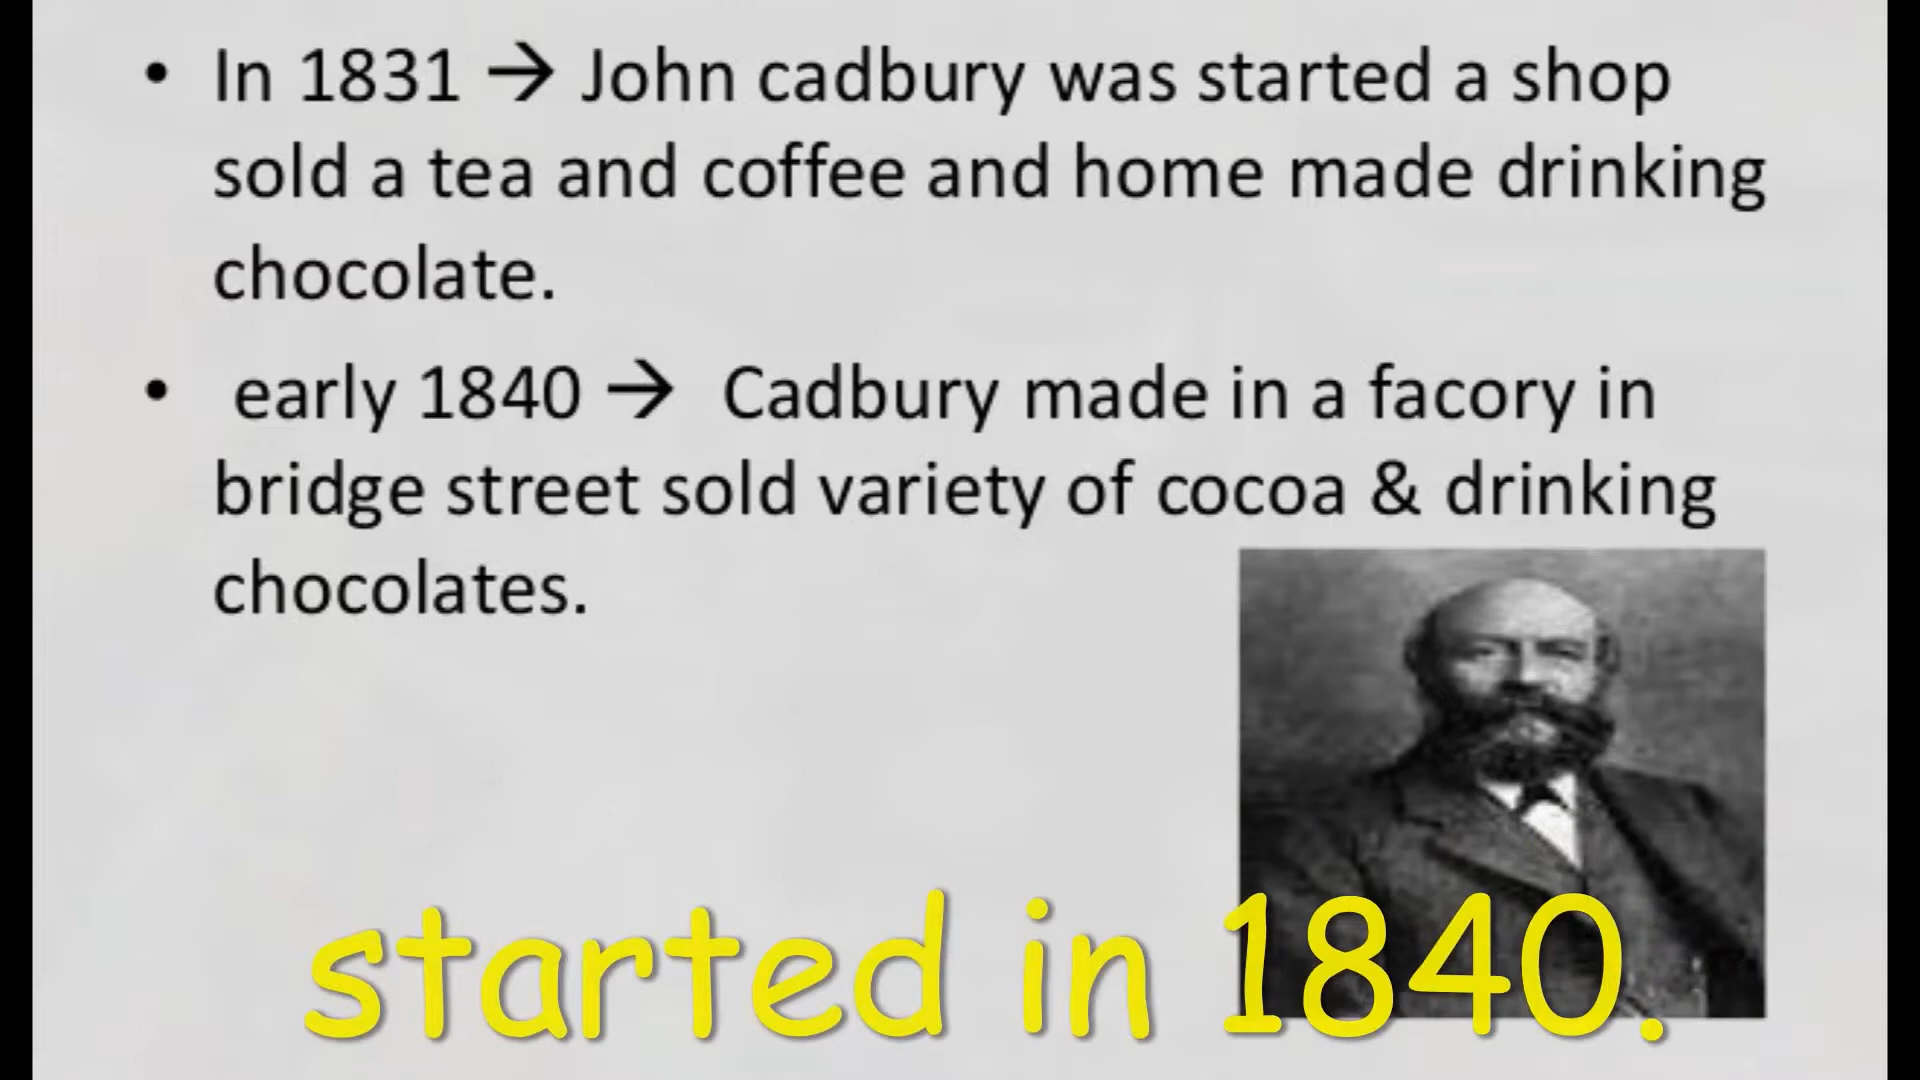 • In 1831 → John cadbury was started a shop
sold a tea and coffee and home made drinking
chocolate.
• early 1840 → Cadbury made in a facory in
bridge street sold variety of cocoa & drinking
chocolates.
started in 1840.